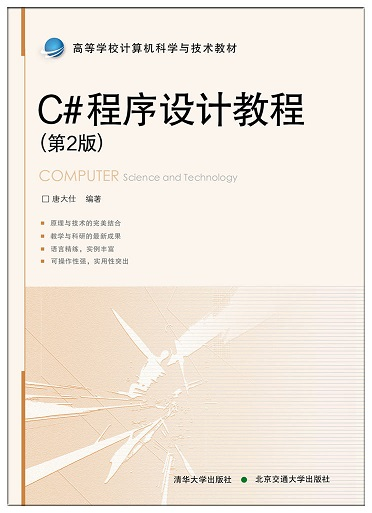 高等学校计算机科学与技术教材
C#程序设计教程
(第2版)
COMPUTER Science and Technology
□ 唐大仕 编著
■ 原理与技术的完美结合
■ 教学与科研的最新成果
■ 语言精练，实例丰富
■ 可操作性强，实用性突出
清华大学出版社 ● 北京交通大学出版社